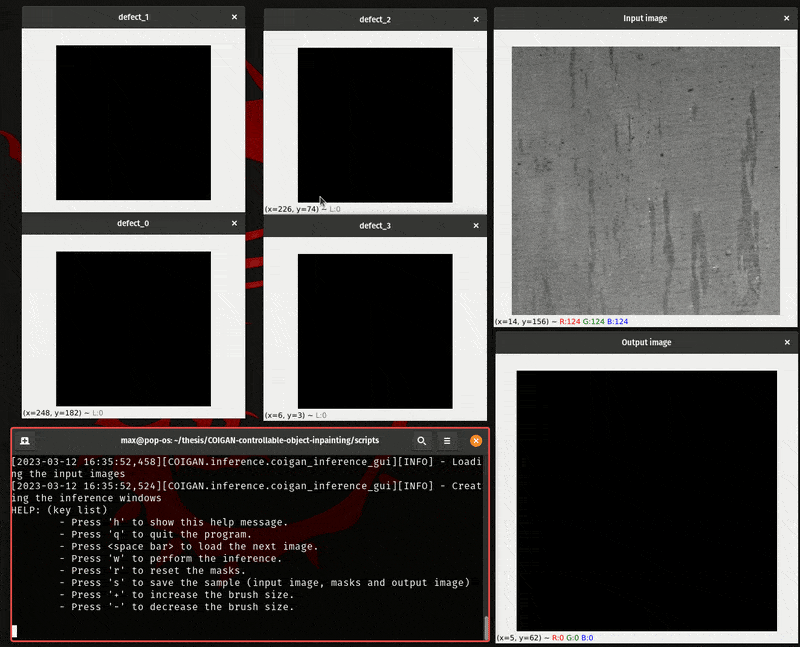 defect_1
×
defect_2
×
Input image
×
(x=226, y=74) ~ L:0
defect_0
×
defect_3
×
(x=14, y=156) ~ R:124 G:124 B:124
Output image
×
(x=248, y=182) ~ L:0
(x=6, y=3) ~ L:0
max@pop-os: ~/thesis/COIGAN-controllable-object-inpainting/scripts
[2023-03-12 16:35:52,458][COIGAN.inference.coigan_inference_gui][INFO] - Loadi
ng the input images
[2023-03-12 16:35:52,524][COIGAN.inference.coigan_inference_gui][INFO] - Creat
ing the inference windows
HELP: (key list)
- Press 'h' to show this help message.
- Press 'q' to quit the program.
- Press <space bar> to load the next image.
- Press 'w' to perform the inference.
- Press 'r' to reset the masks.
- Press 's' to save the sample (input image, masks and output image)
- Press '+' to increase the brush size.
- Press '-' to decrease the brush size.
(x=5, y=62) ~ R:0 G:0 B:0